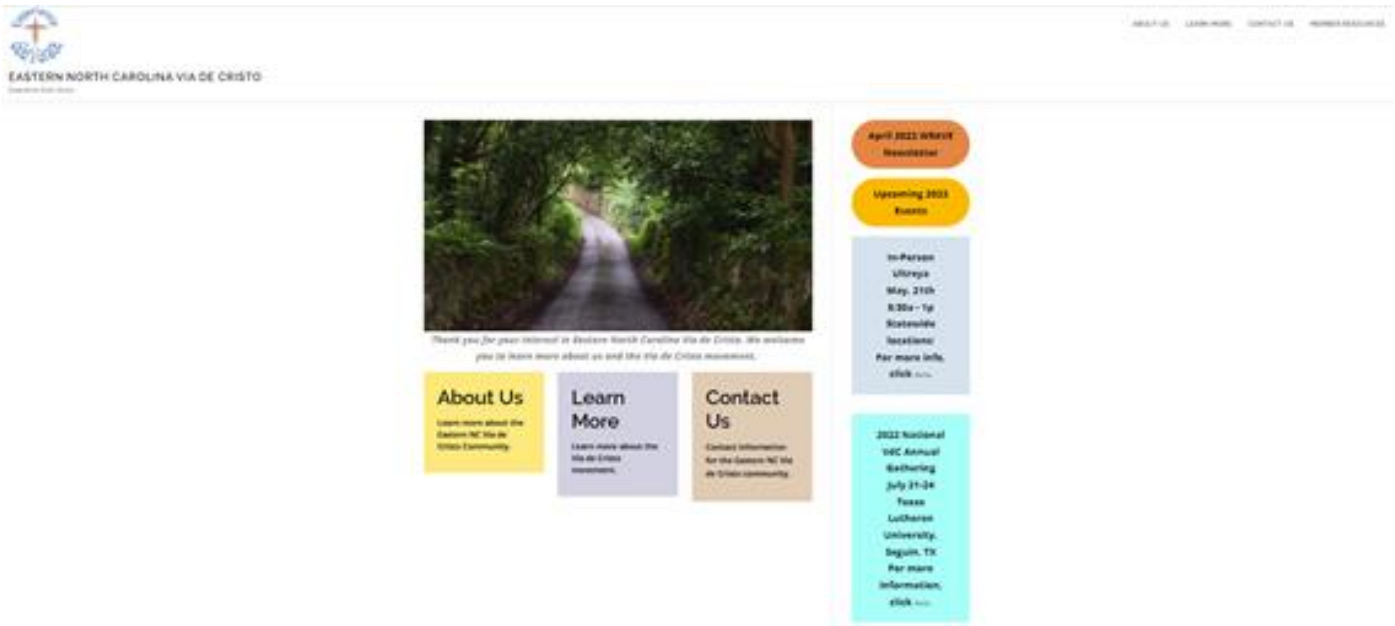 ABOUT US LEARN MORE CONTACT US MEMBER RESOURCES
EASTERN NORTH CAROLINA VIA DE CRISTO
April 2022 WEAVE
Newsletter
Upcoming 2022
Events
In-Person
Ultreya
May. 21th
9:30a - 1p
Statewide
locations!
For more info,
click
Thank you for your interest in Eastern North Carolina Via de Cristo. We welcome
you to learn more about us and the Via de Cristo movement.
About Us
Learn more about the
Eastern NC Via de
Cristo Community.
Learn
More
Learn more about the
Via de Cristo
movement.
Contact
Us
Contact information
for the Eastern NC Via
de Cristo community.
2022 National
VdC Annual
Gathering
July 21-24
Texas
Lutheran
University,
Seguin, TX
For more
information,
click